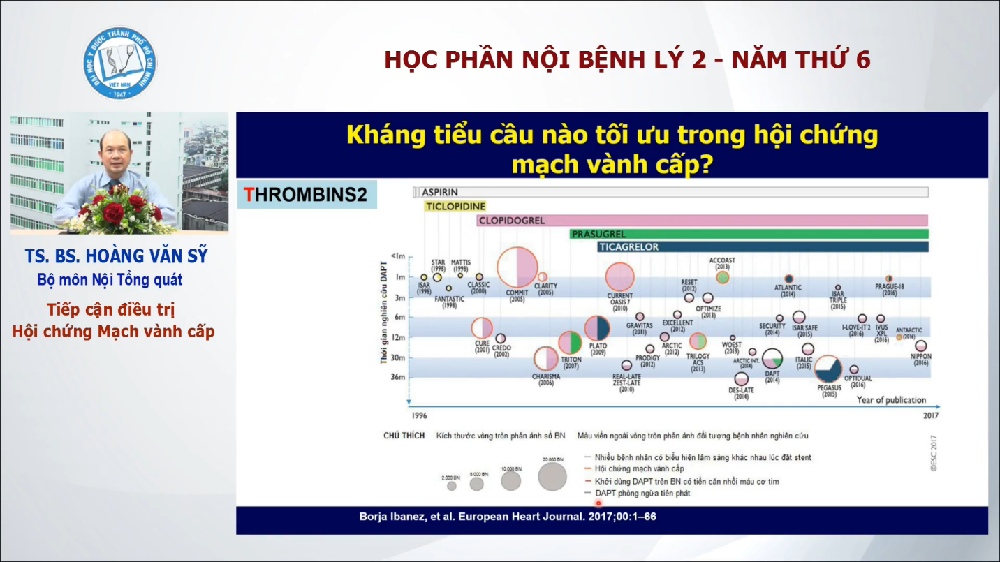 ĐẠI HỌC Y DƯỢC THÀNH PHỐ HỒ CHÍ MINH
VIỆT NAM
1947
HỌC PHẦN NỘI BỆNH LÝ 2 - NĂM THỨ 6
TS. BS. HOÀNG VĂN SỸ
Bộ môn Nội Tổng quát
Tiếp cận điều trị
Hội chứng Mạch vành cấp
Kháng tiểu cầu nào tối ưu trong hội chứng
mạch vành cấp?
THROMBINS2
ASPIRIN
TICLOPIDINE
CLOPIDOGREL
PRASUGREL
TICAGRELOR
Thời gian nghiên cứu DAPT
<1m
1m
3m
6m
12m
30m
36m
ISAR
(1996)
STAR
(1998)
FANTASTIC
(1998)
MATTIS
(1998)
CLASSIC
(2000)
COMMIT
(2005)
CLARITY
(2005)
CURRENT
OASIS 7
(2010)
RESET
(2012)
ACCOAST
(2013)
OPTIMIZE
(2013)
ATLANTIC
(2014)
ISAR
TRIPLE
(2015)
PRAGUE-18
(2016)
CURE
(2001)
CREDO
(2002)
CHARISMA
(2006)
TRITON
(2007)
PLATO
(2009)
GRAVITAS
(2011)
EXCELLENT
(2012)
SECURITY
(2014)
ISAR SAFE
(2015)
I-LOVE-IT 2
(2016)
IVUS
XPL
(2016)
ANTARCTIC
(2016)
REAL-LATE
ZEST-LATE
(2010)
PRODIGY
(2012)
ARCTIC
(2012)
TRILOGY
ACS
(2013)
WOEST
(2013)
ARCTIC INT.
(2014)
DES-LATE
(2014)
DAPT
(2014)
ITALIC
(2015)
PEGASUS
(2015)
OPTIDUAL
(2016)
NIPPON
(2016)
Year of publication
1996
2017
CHÚ THÍCH
Kích thước vòng tròn phản ánh số BN
Màu viền ngoài vòng tròn phản ánh đối tượng bệnh nhân nghiên cứu
2.000 BN
5.000 BN
10.000 BN
20.000 BN
Nhiều bệnh nhân có biểu hiện lâm sàng khác nhau lúc đặt stent
Hội chứng mạch vành cấp
Khởi dùng DAPT trên BN có tiền căn nhồi máu cơ tim
DAPT phòng ngừa tiên phát
©ESC 2017
Borja Ibanez, et al. European Heart Journal. 2017;00:1–66